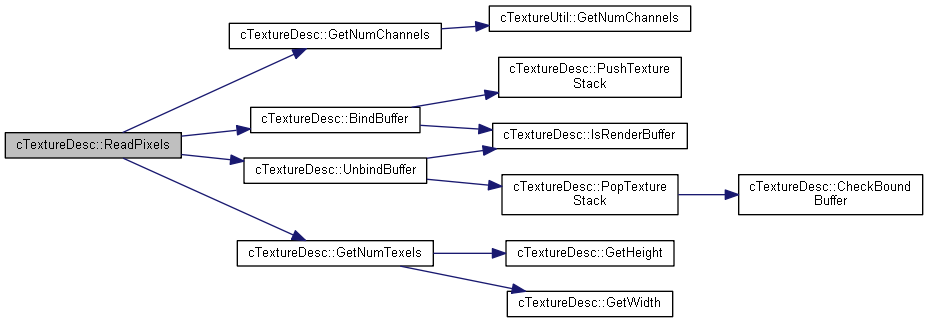 cTextureDesc::ReadPixels
cTextureDesc::GetNumChannels
cTextureUtil::GetNumChannels
cTextureDesc::BindBuffer
cTextureDesc::PushTexture
Stack
cTextureDesc::IsRenderBuffer
cTextureDesc::UnbindBuffer
cTextureDesc::PopTexture
Stack
cTextureDesc::CheckBound
Buffer
cTextureDesc::GetNumTexels
cTextureDesc::GetHeight
cTextureDesc::GetWidth